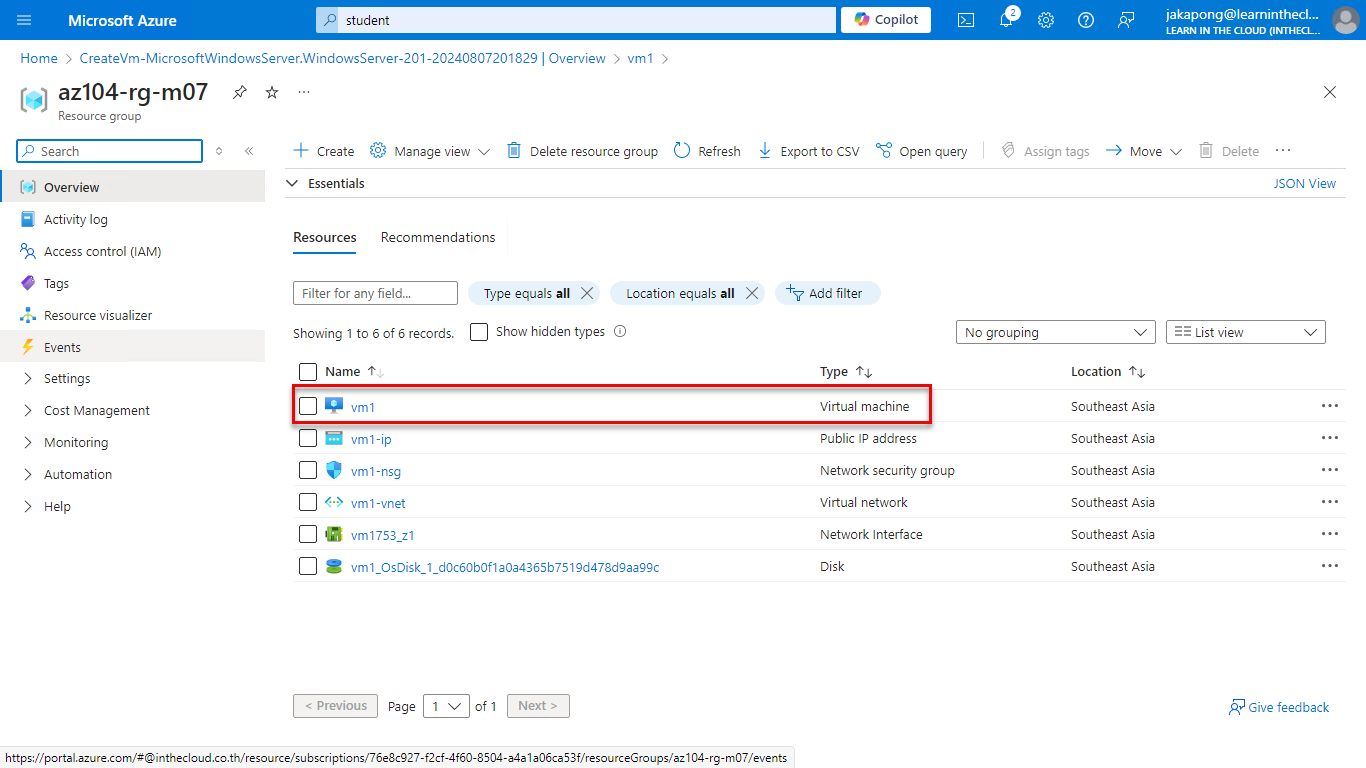 Microsoft Azure
student
Copilot
2
jakapong@learninthecl...
LEARN IN THE CLOUD (INTHECL...
Home > CreateVm-MicrosoftWindowsServer.WindowsServer-201-20240807201829 | Overview > vm1 >
az104-rg-m07
Resource group
Search
Overview
Activity log
Access control (IAM)
Tags
Resource visualizer
Events
Settings
Cost Management
Monitoring
Automation
Help
Create Manage view Delete resource group Refresh Export to CSV Open query Assign tags Move Delete
Essentials JSON View
Resources Recommendations
Filter for any field... Type equals all Location equals all Add filter
Showing 1 to 6 of 6 records. Show hidden types No grouping List view
Name Type Location
vm1 Virtual machine Southeast Asia
vm1-ip Public IP address Southeast Asia
vm1-nsg Network security group Southeast Asia
vm1-vnet Virtual network Southeast Asia
vm1753_z1 Network Interface Southeast Asia
vm1_OsDisk_1_d0c60b0f1a0a4365b7519d478d9aa99c Disk Southeast Asia
< Previous Page 1 of 1 Next > Give feedback
https://portal.azure.com/#@inthecloud.co.th/resource/subscriptions/76e8c927-f2cf-4f60-8504-a4a1a06ca53f/resourceGroups/az104-rg-m07/events